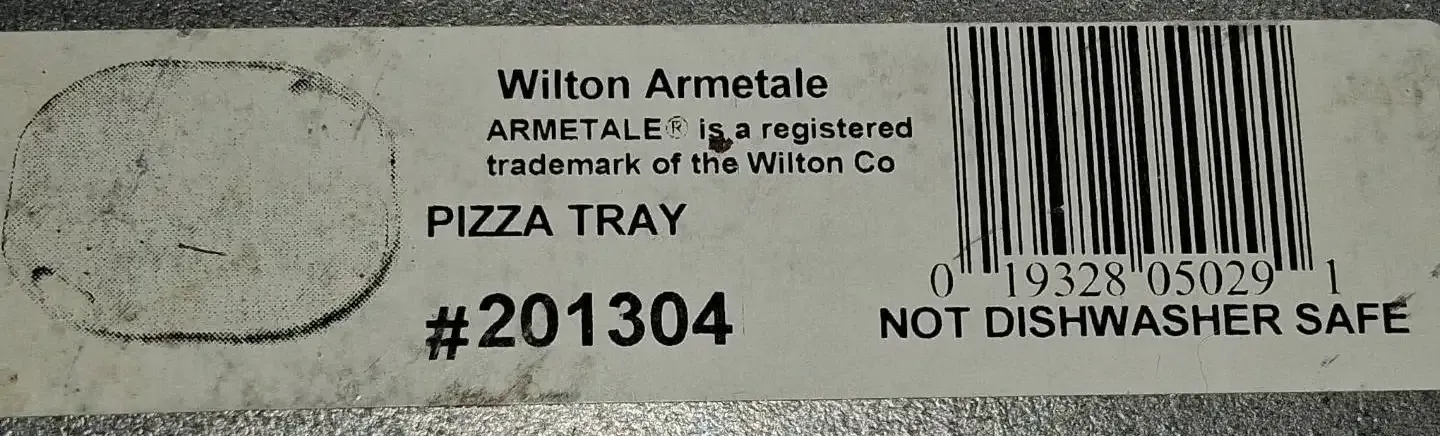 Wilton Armetale
ARMETALE® is a registered
trademark of the Wilton Co
PIZZA TRAY
#201304
0 19328 05029 1
NOT DISHWASHER SAFE